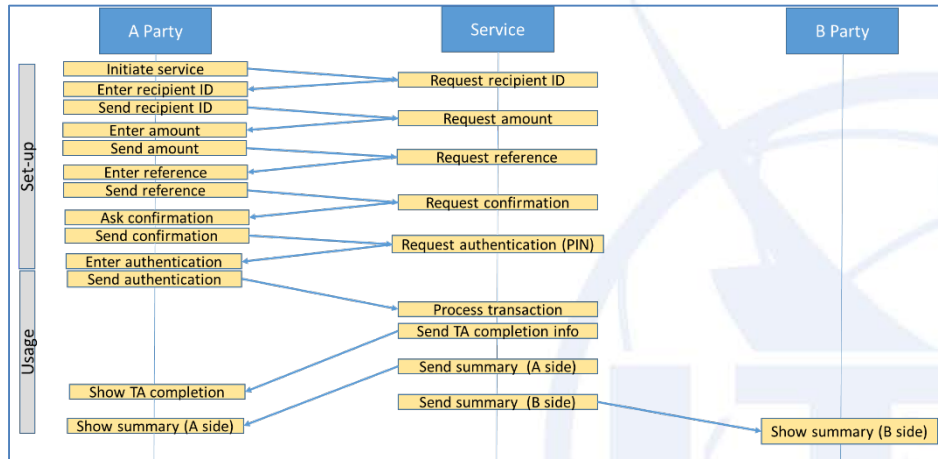 A Party
Service
B Party
Set-up
Initiate service
Request recipient ID
Enter recipient ID
Send recipient ID
Request amount
Enter amount
Send amount
Request reference
Enter reference
Send reference
Request confirmation
Ask confirmation
Send confirmation
Request authentication (PIN)
Enter authentication
Usage
Send authentication
Process transaction
Send TA completion info
Send summary (A side)
Show TA completion
Send summary (B side)
Show summary (A side)
Show summary (B side)